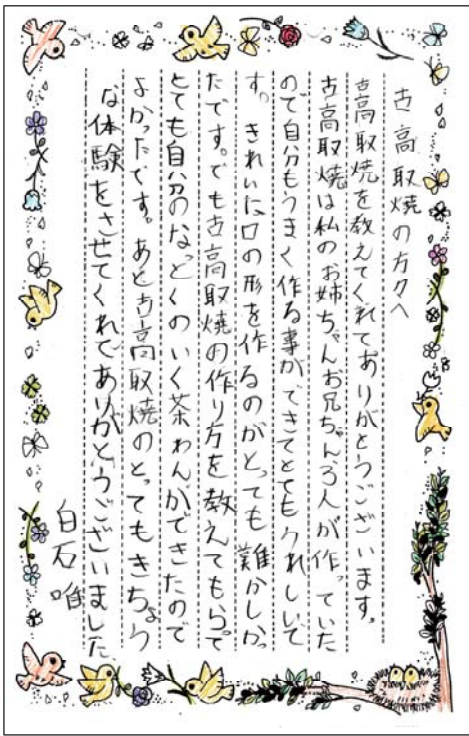 古高取焼の方々へ
古高取焼を教えてくれてありがとうございます。
古高取焼は私のお姉ちゃんお兄ちゃん3人が作っていた
ので自分もうまく作る事ができてとてもうれしいで
す。きれいに口の形を作るのがとっても難かしかっ
たです。でも古高取焼の作り方を教えてもらって
とても自分のなっとくのいく茶わんができたので
よかったです。あと古高取焼のとってもきちょう
な体験をさせてくれてありがとうございました
白石唯